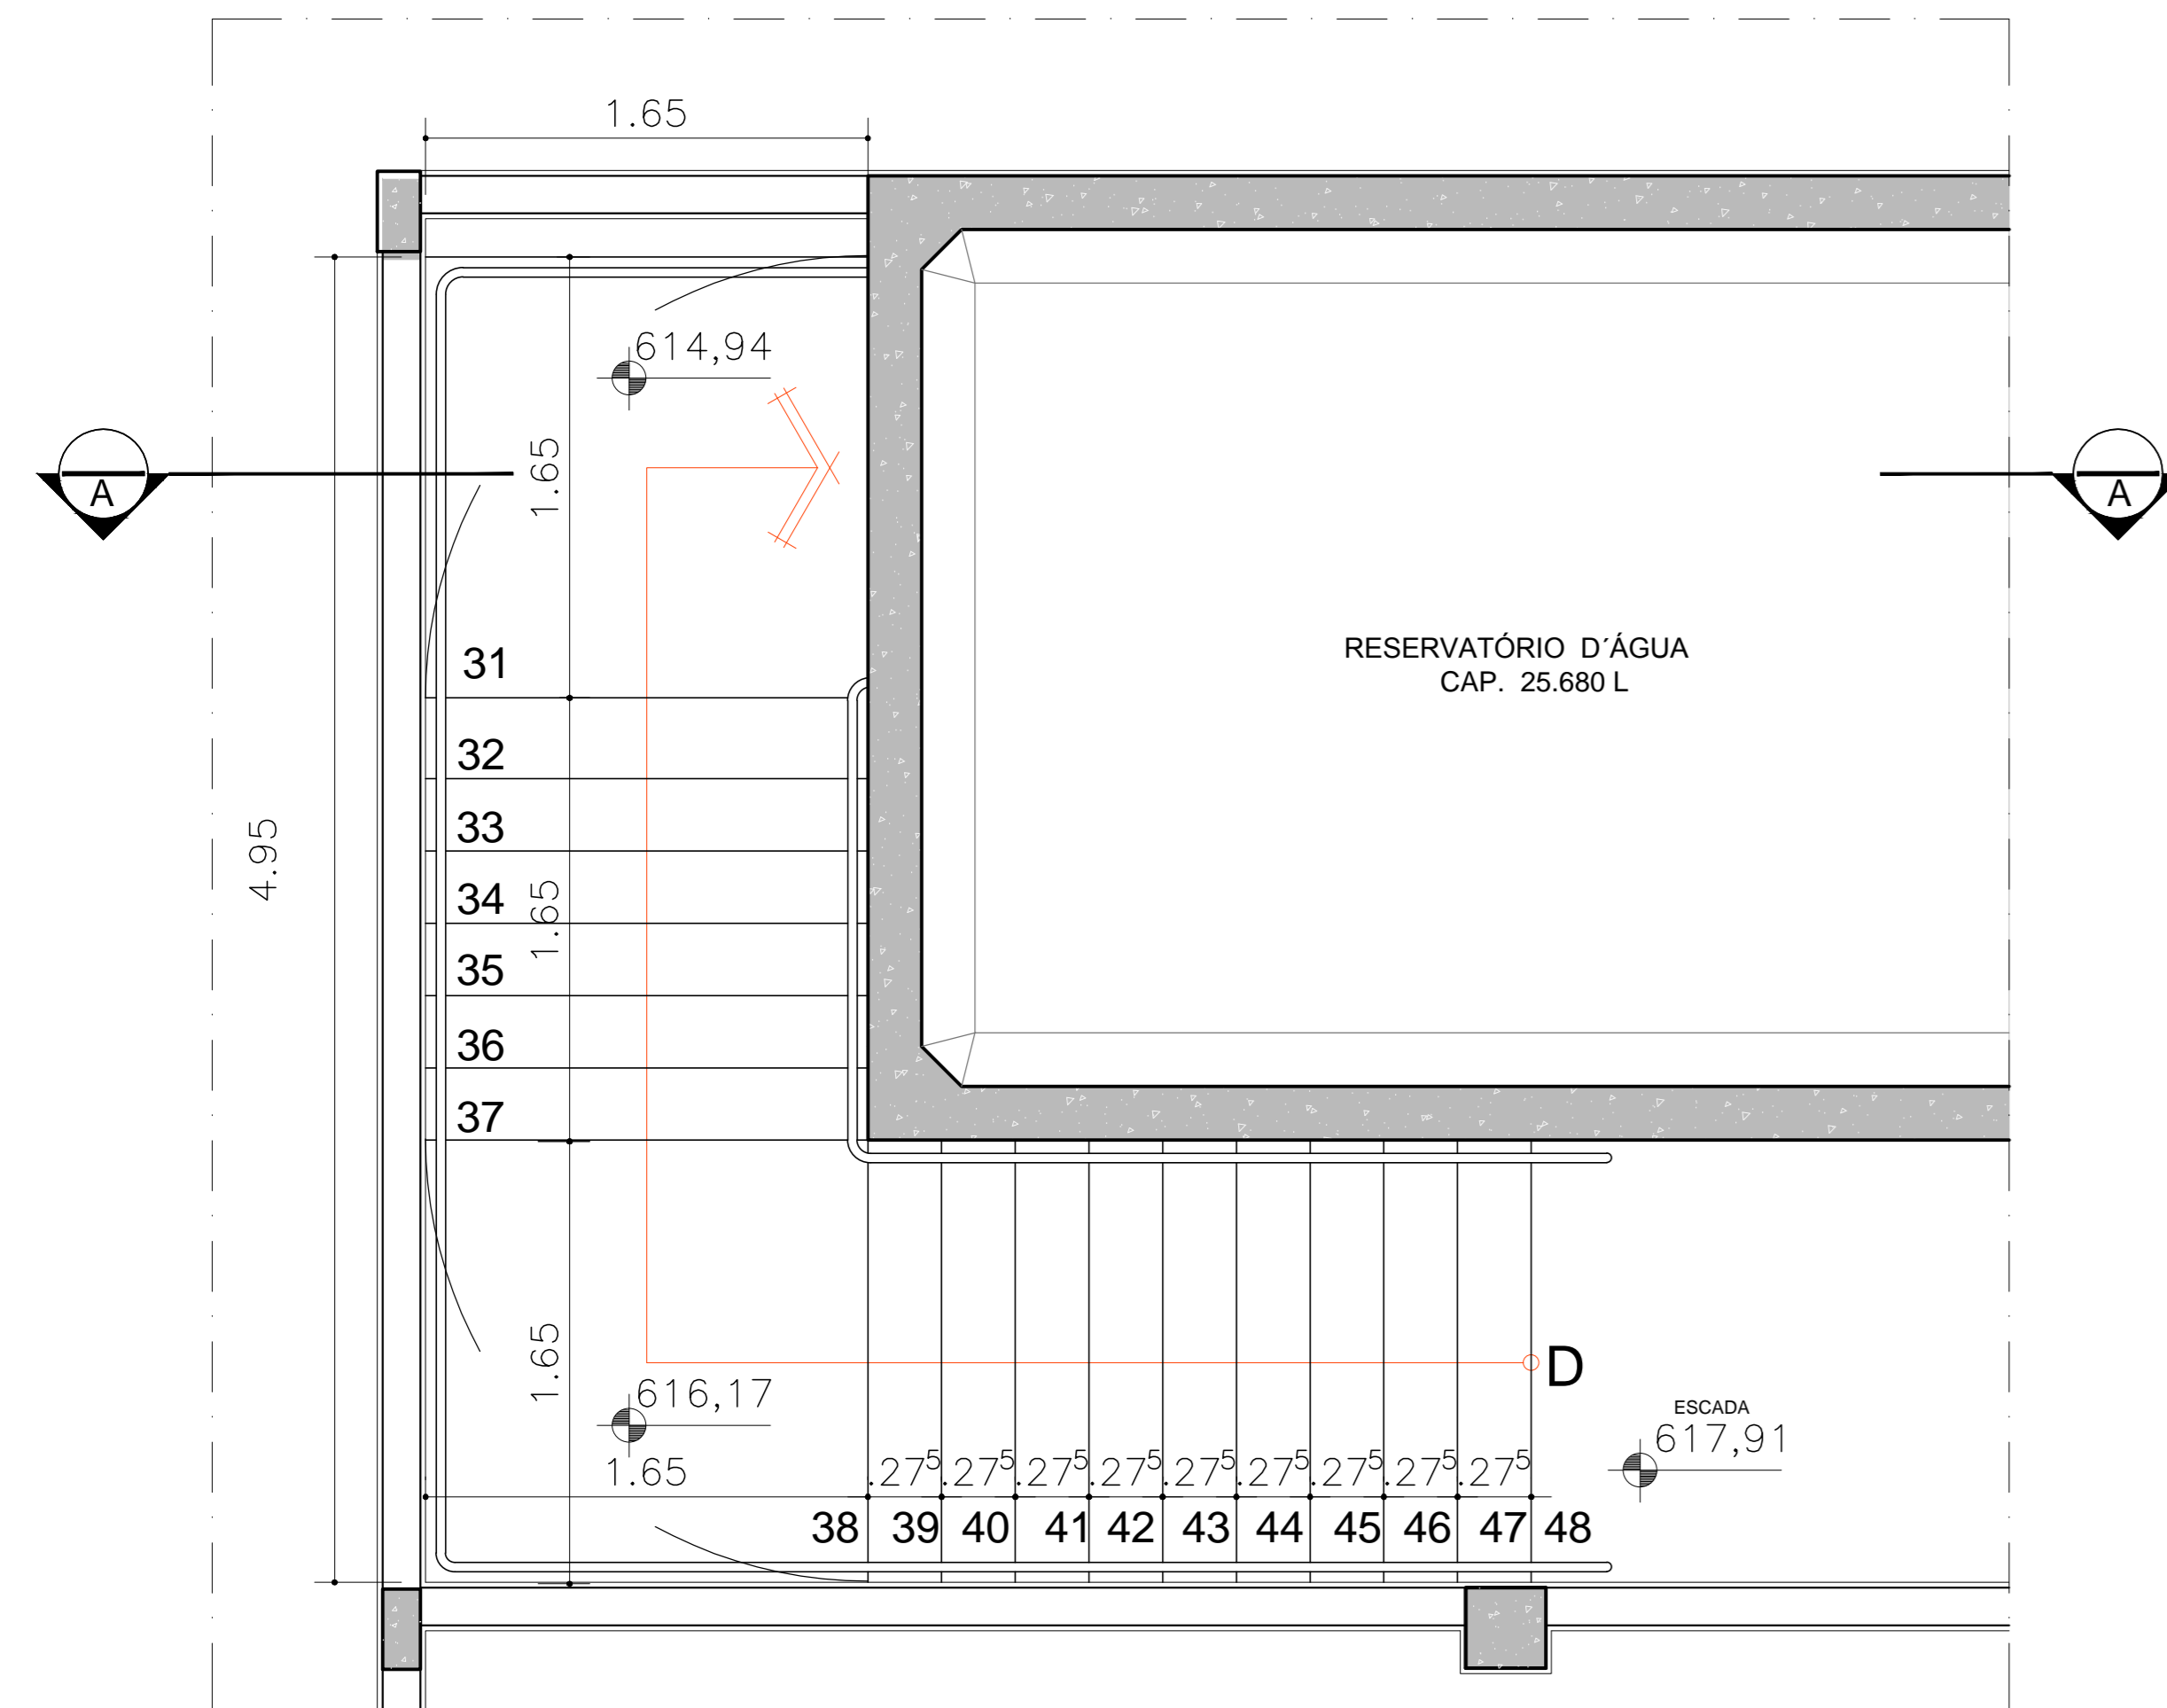 1.65
614,94
1.65
A
A
RESERVATÓRIO D´ÁGUA
CAP. 25.680 L
31
32
33
4.95
34
1.65
35
36
37
1.65
D
616,17
ESCADA
617,91
1.65
.27⁵ .27⁵ .27⁵ .27⁵ .27⁵ .27⁵ .27⁵ .27⁵ .27⁵
38 39 40 41 42 43 44 45 46 47 48